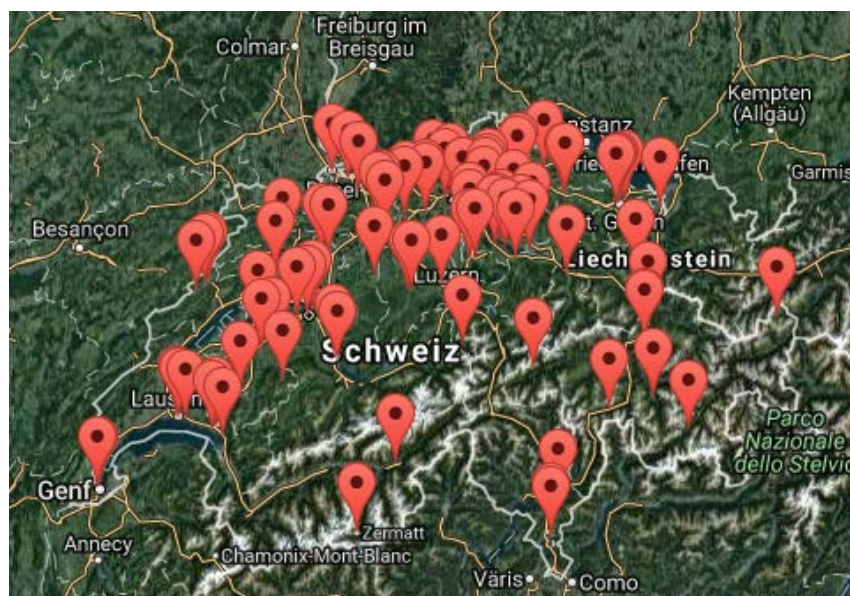 Freiburg im
Breisgau
Colmar
Kempten
(Allgäu)
Garmis
Besançon
Liechtenstein
Luzern
Schweiz
Genf
Parco
Nazionale
dello Stelvio
Zermatt
Annecy
Chamonix-Mont-Blanc
Väris
Como